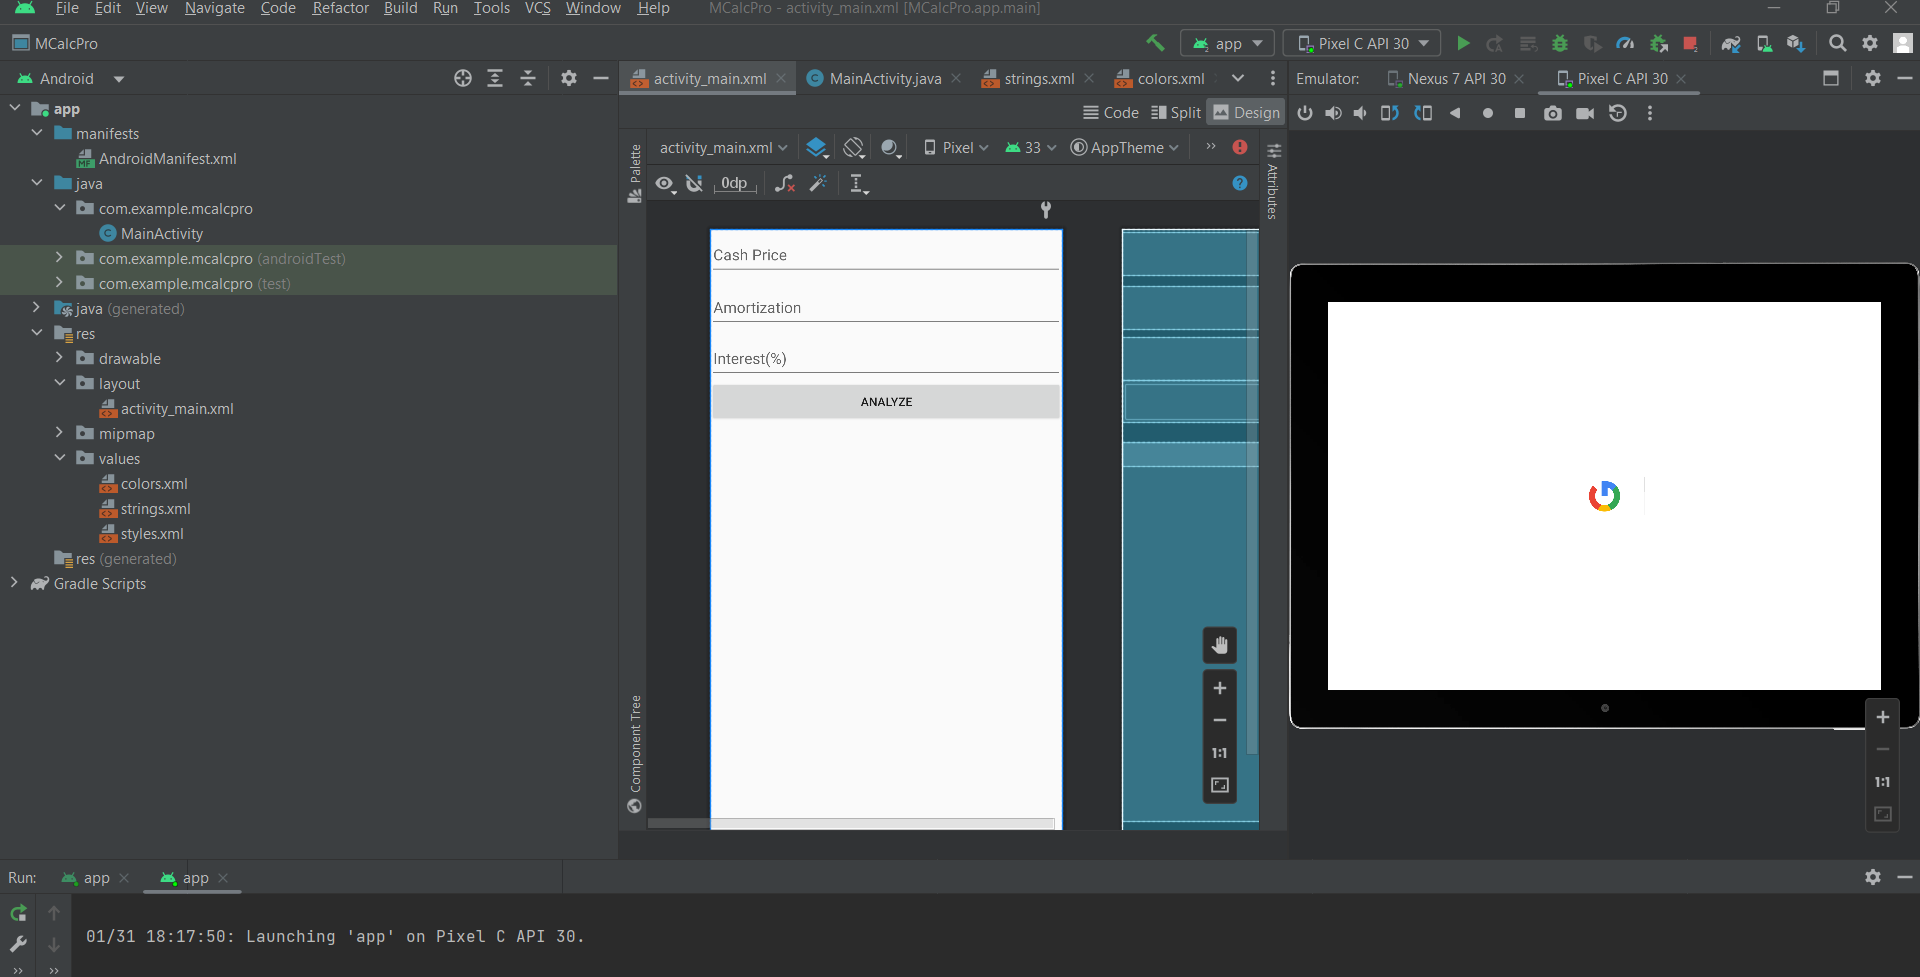 File Edit View Navigate Code Refactor Build Run Tools VCS Window Help MCalcPro - activity_main.xml [MCalcPro.app.main]
MCalcPro
app
Pixel C API 30
Android
activity_main.xml
MainActivity.java
strings.xml
colors.xml
Emulator:
Nexus 7 API 30
Pixel C API 30
app
manifests
AndroidManifest.xml
java
com.example.mcalcpro
MainActivity
com.example.mcalcpro (androidTest)
com.example.mcalcpro (test)
java (generated)
res
drawable
layout
activity_main.xml
mipmap
values
colors.xml
strings.xml
styles.xml
res (generated)
Gradle Scripts
Code Split Design
Palette
activity_main.xml
Pixel
33
AppTheme
0dp
Attributes
Cash Price
Amortization
Interest(%)
ANALYZE
Component Tree
1:1
1:1
Run:
app
app
01/31 18:17:50: Launching 'app' on Pixel C API 30.